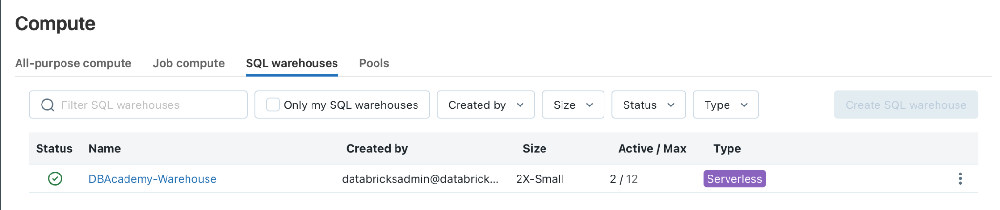 Compute
All-purpose compute Job compute SQL warehouses Pools
Filter SQL warehouses Only my SQL warehouses Created by Size Status Type Create SQL warehouse
Status Name Created by Size Active / Max Type
DBAcademy-Warehouse databricksadmin@databrick... 2X-Small 2 / 12 Serverless